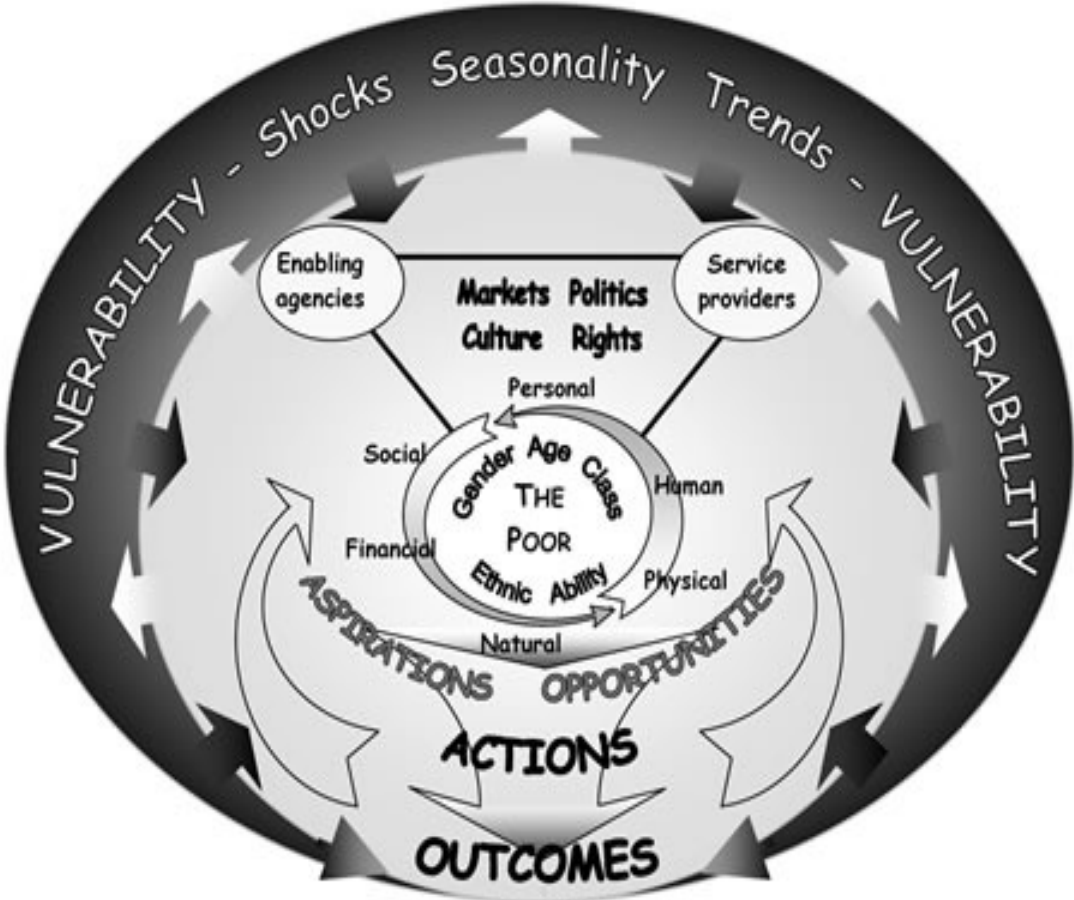 VULNERABILITY - Shocks Seasonality Trends - VULNERABILITY
Enabling
agencies
Service
providers
Markets Politics
Culture Rights
Personal
Social
Human
Gender Age Class
THE
POOR
Ethnic Ability
Financial
Physical
Natural
ASPIRATIONS OPPORTUNITIES
ACTIONS
OUTCOMES